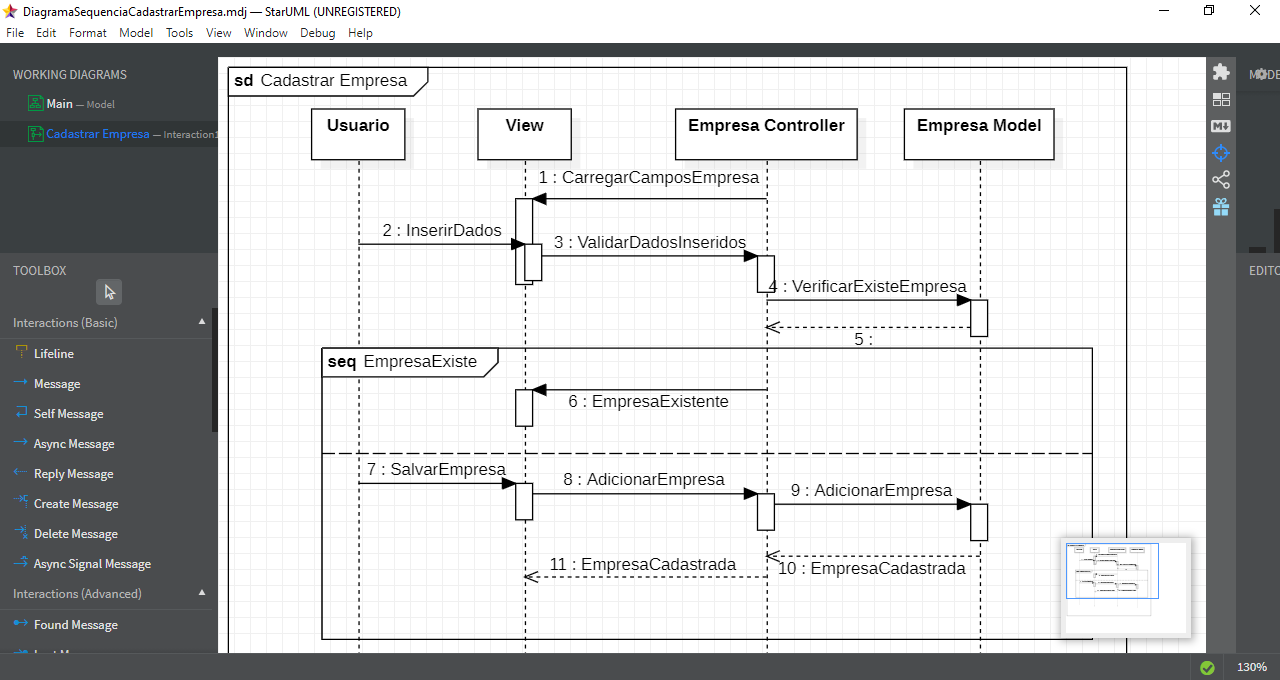 DiagramaSequenciaCadastrarEmpresa.mdj — StarUML (UNREGISTERED)
File Edit Format Model Tools View Window Debug Help
WORKING DIAGRAMS
Main — Model
Cadastrar Empresa — Interaction1
TOOLBOX
Interactions (Basic)
Lifeline
Message
Self Message
Async Message
Reply Message
Create Message
Delete Message
Async Signal Message
Interactions (Advanced)
Found Message
sd Cadastrar Empresa
Usuario
View
Empresa Controller
Empresa Model
1 : CarregarCamposEmpresa
2 : InserirDados
3 : ValidarDadosInseridos
4 : VerificarExisteEmpresa
5 :
seq EmpresaExiste
6 : EmpresaExistente
7 : SalvarEmpresa
8 : AdicionarEmpresa
9 : AdicionarEmpresa
10 : EmpresaCadastrada
11 : EmpresaCadastrada
M↓
EDITO
130%